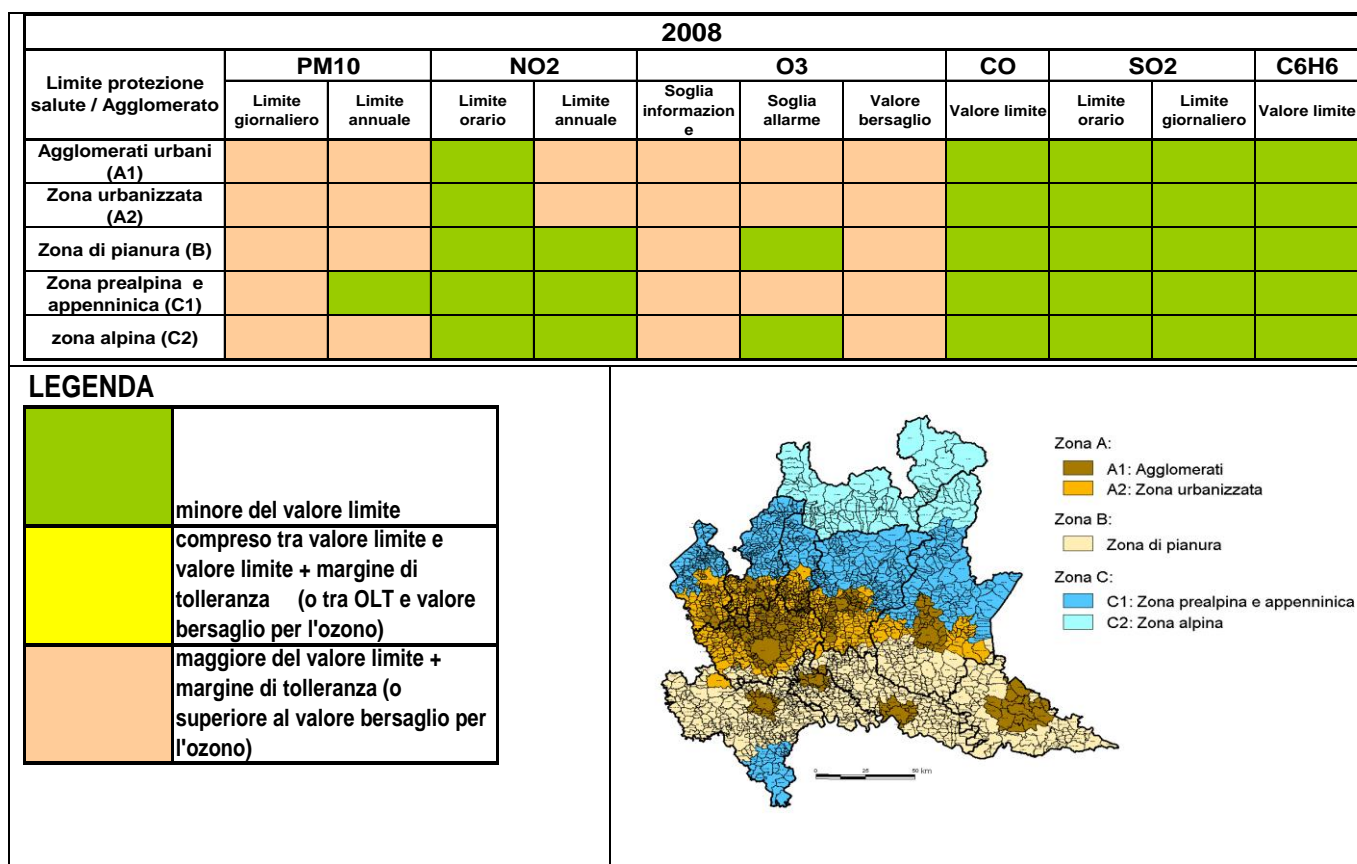 2008
Limite protezione
salute / Agglomerato
PM10
NO2
O3
CO
SO2
C6H6
Limite
giornaliero
Limite
annuale
Limite
orario
Limite
annuale
Soglia
informazion
e
Soglia
allarme
Valore
bersaglio
Valore limite
Limite
orario
Limite
giornaliero
Valore limite
Agglomerati urbani
(A1)
Zona urbanizzata
(A2)
Zona di pianura (B)
Zona prealpina e
appenninica (C1)
zona alpina (C2)
LEGENDA
minore del valore limite
compreso tra valore limite e
valore limite + margine di
tolleranza (o tra OLT e valore
bersaglio per l'ozono)
maggiore del valore limite +
margine di tolleranza (o
superiore al valore bersaglio per
l'ozono)
Zona A:
A1: Agglomerati
A2: Zona urbanizzata
Zona B:
Zona di pianura
Zona C:
C1: Zona prealpina e appenninica
C2: Zona alpina
0 25 50 km